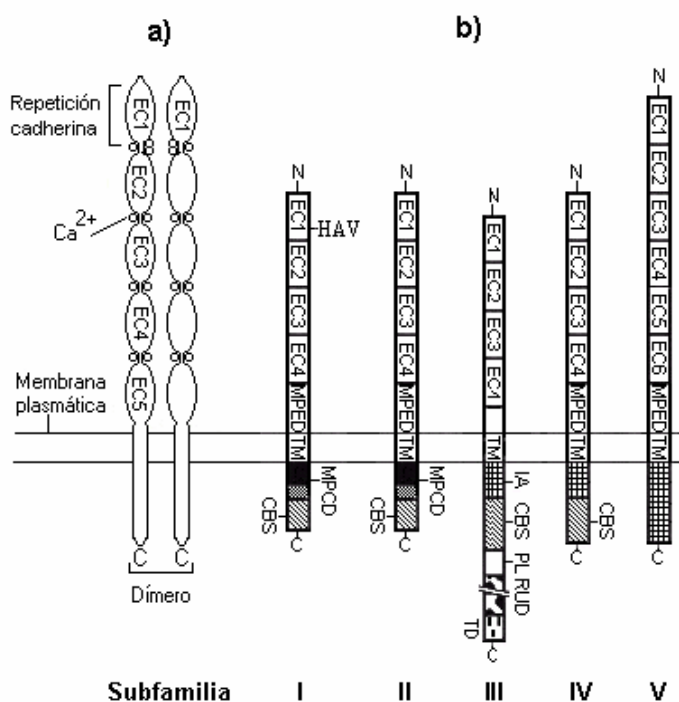 a)
b)
Repetición
cadherina
EC1
EC2
EC3
EC4
EC5
EC1
Ca2+
Membrana
plasmática
C
C
Dímero
N
EC1
HAV
EC2
EC3
EC4
MPED
TM
MPCD
CBS
C
N
EC1
EC2
EC3
EC4
MPED
TM
MPCD
CBS
C
N
EC1
EC2
EC3
EC1
TM
IA
CBS
PL
RUD
TD
C
N
EC1
EC2
EC3
EC4
MPED
TM
CBS
C
N
EC1
EC2
EC3
EC4
EC5
EC6
MPED
TM
C
Subfamilia I II III IV V